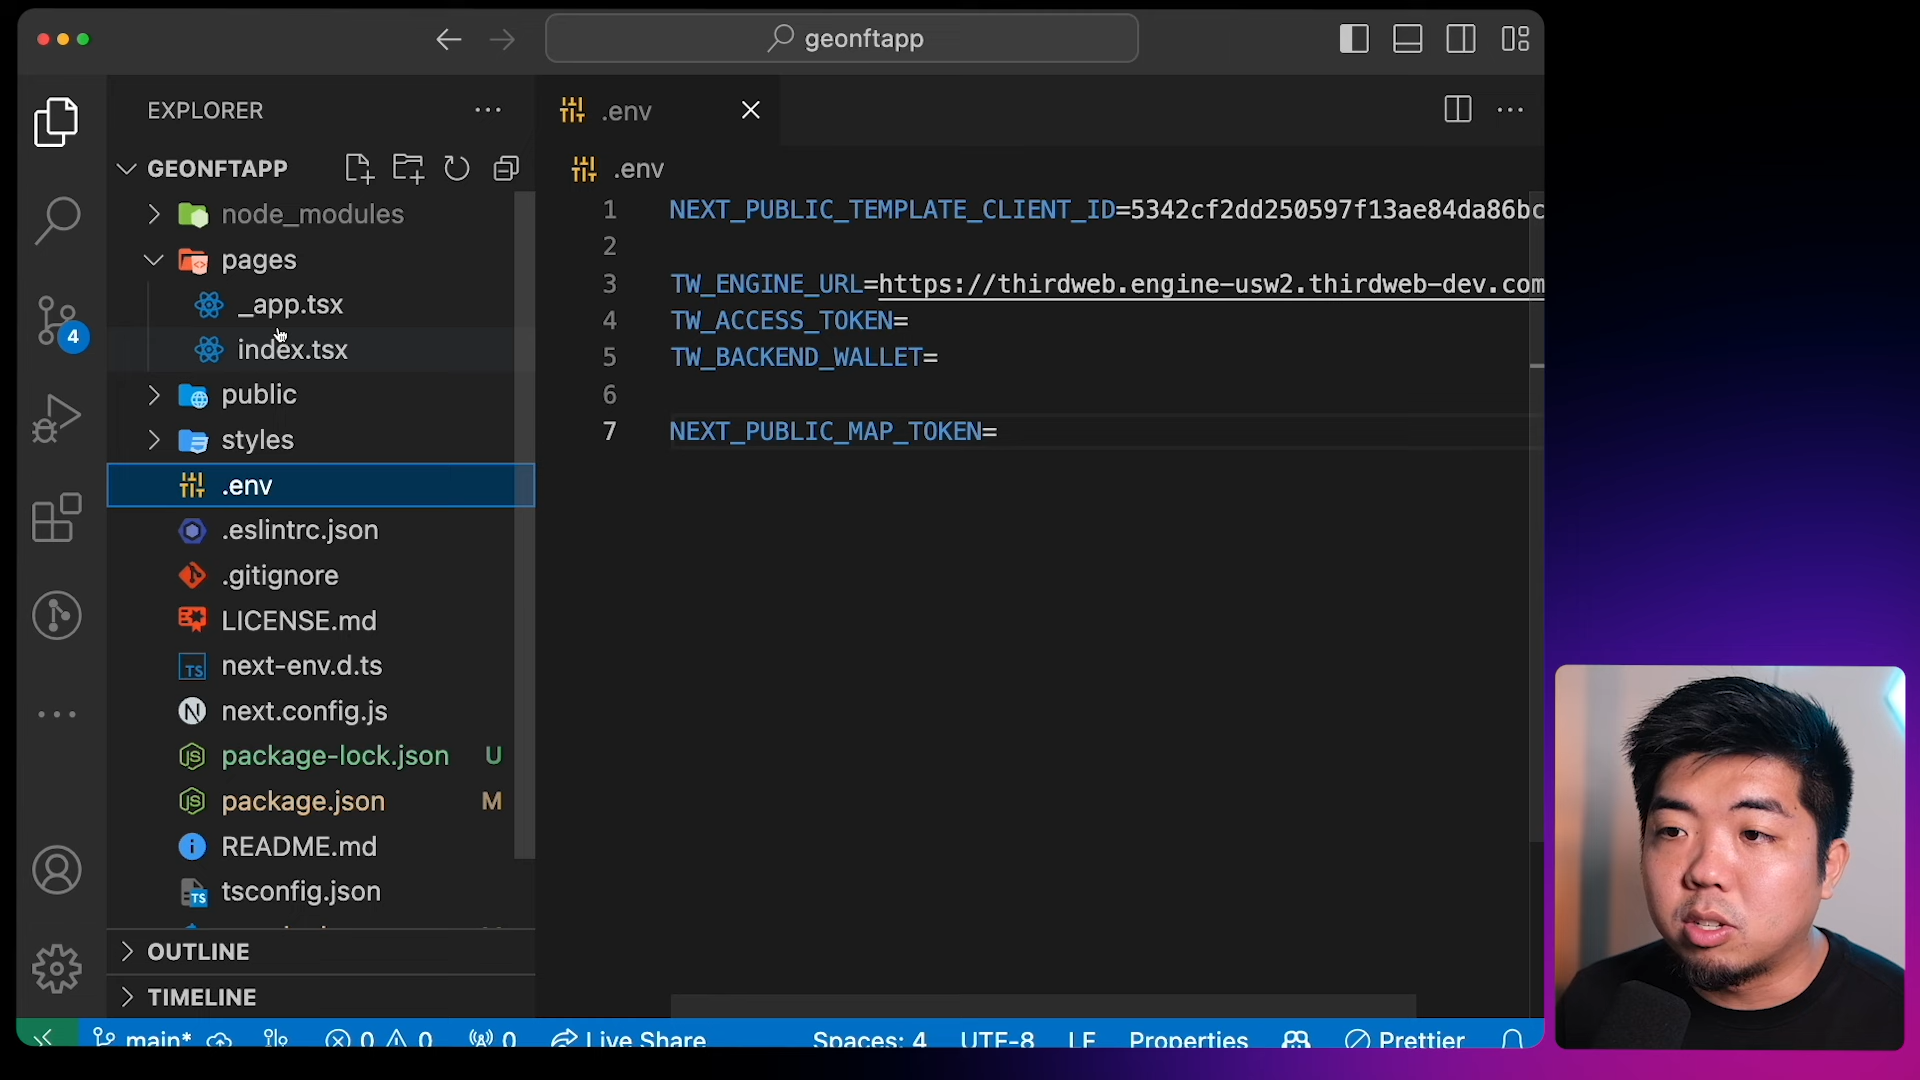 geonftapp
EXPLORER
.env
GEONFTAPP
.env
node_modules
pages
_app.tsx
index.tsx
public
styles
.env
.eslintrc.json
.gitignore
LICENSE.md
next-env.d.ts
next.config.js
package-lock.json U
package.json M
README.md
tsconfig.json
OUTLINE
TIMELINE
4
1 NEXT_PUBLIC_TEMPLATE_CLIENT_ID=5342cf2dd250597f13ae84da86bc
2
3 TW_ENGINE_URL=https://thirdweb.engine-usw2.thirdweb-dev.com
4 TW_ACCESS_TOKEN=
5 TW_BACKEND_WALLET=
6
7 NEXT_PUBLIC_MAP_TOKEN=
main* 0 0 0 Live Share Spaces: 4 UTF-8 LF Properties Prettier